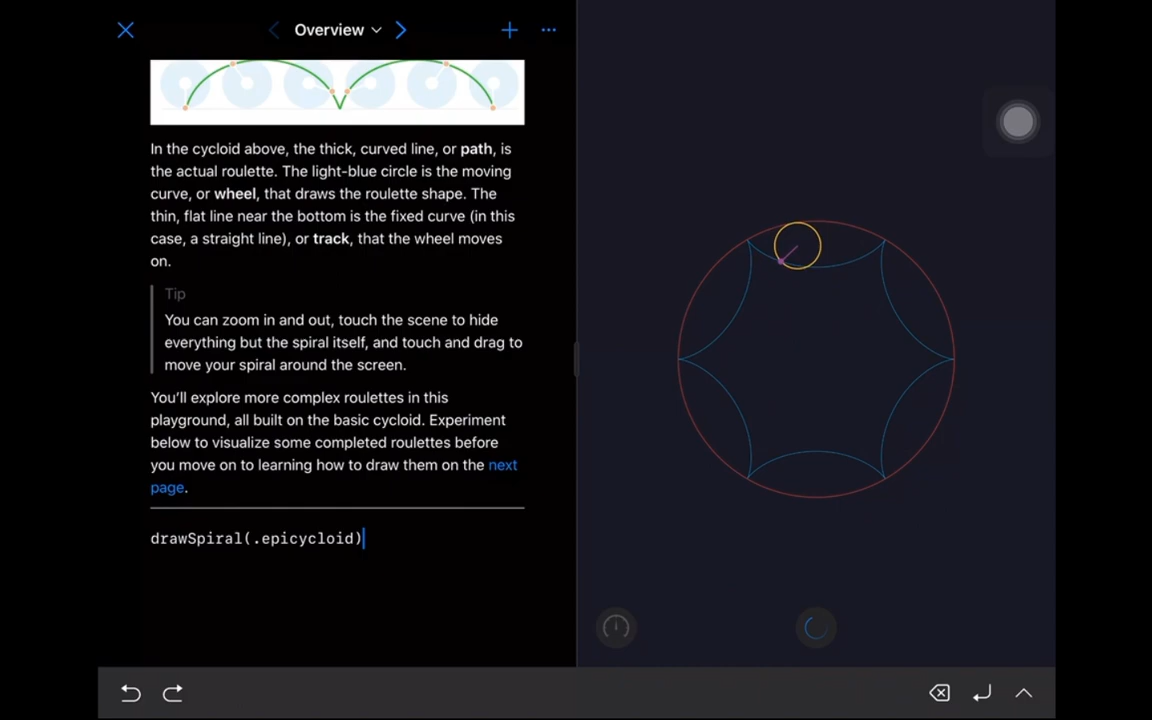 Overview
In the cycloid above, the thick, curved line, or path, is
the actual roulette. The light-blue circle is the moving
curve, or wheel, that draws the roulette shape. The
thin, flat line near the bottom is the fixed curve (in this
case, a straight line), or track, that the wheel moves
on.
Tip
You can zoom in and out, touch the scene to hide
everything but the spiral itself, and touch and drag to
move your spiral around the screen.
You’ll explore more complex roulettes in this
playground, all built on the basic cycloid. Experiment
below to visualize some completed roulettes before
you move on to learning how to draw them on the next
page.
drawSpiral(.epicycloid)